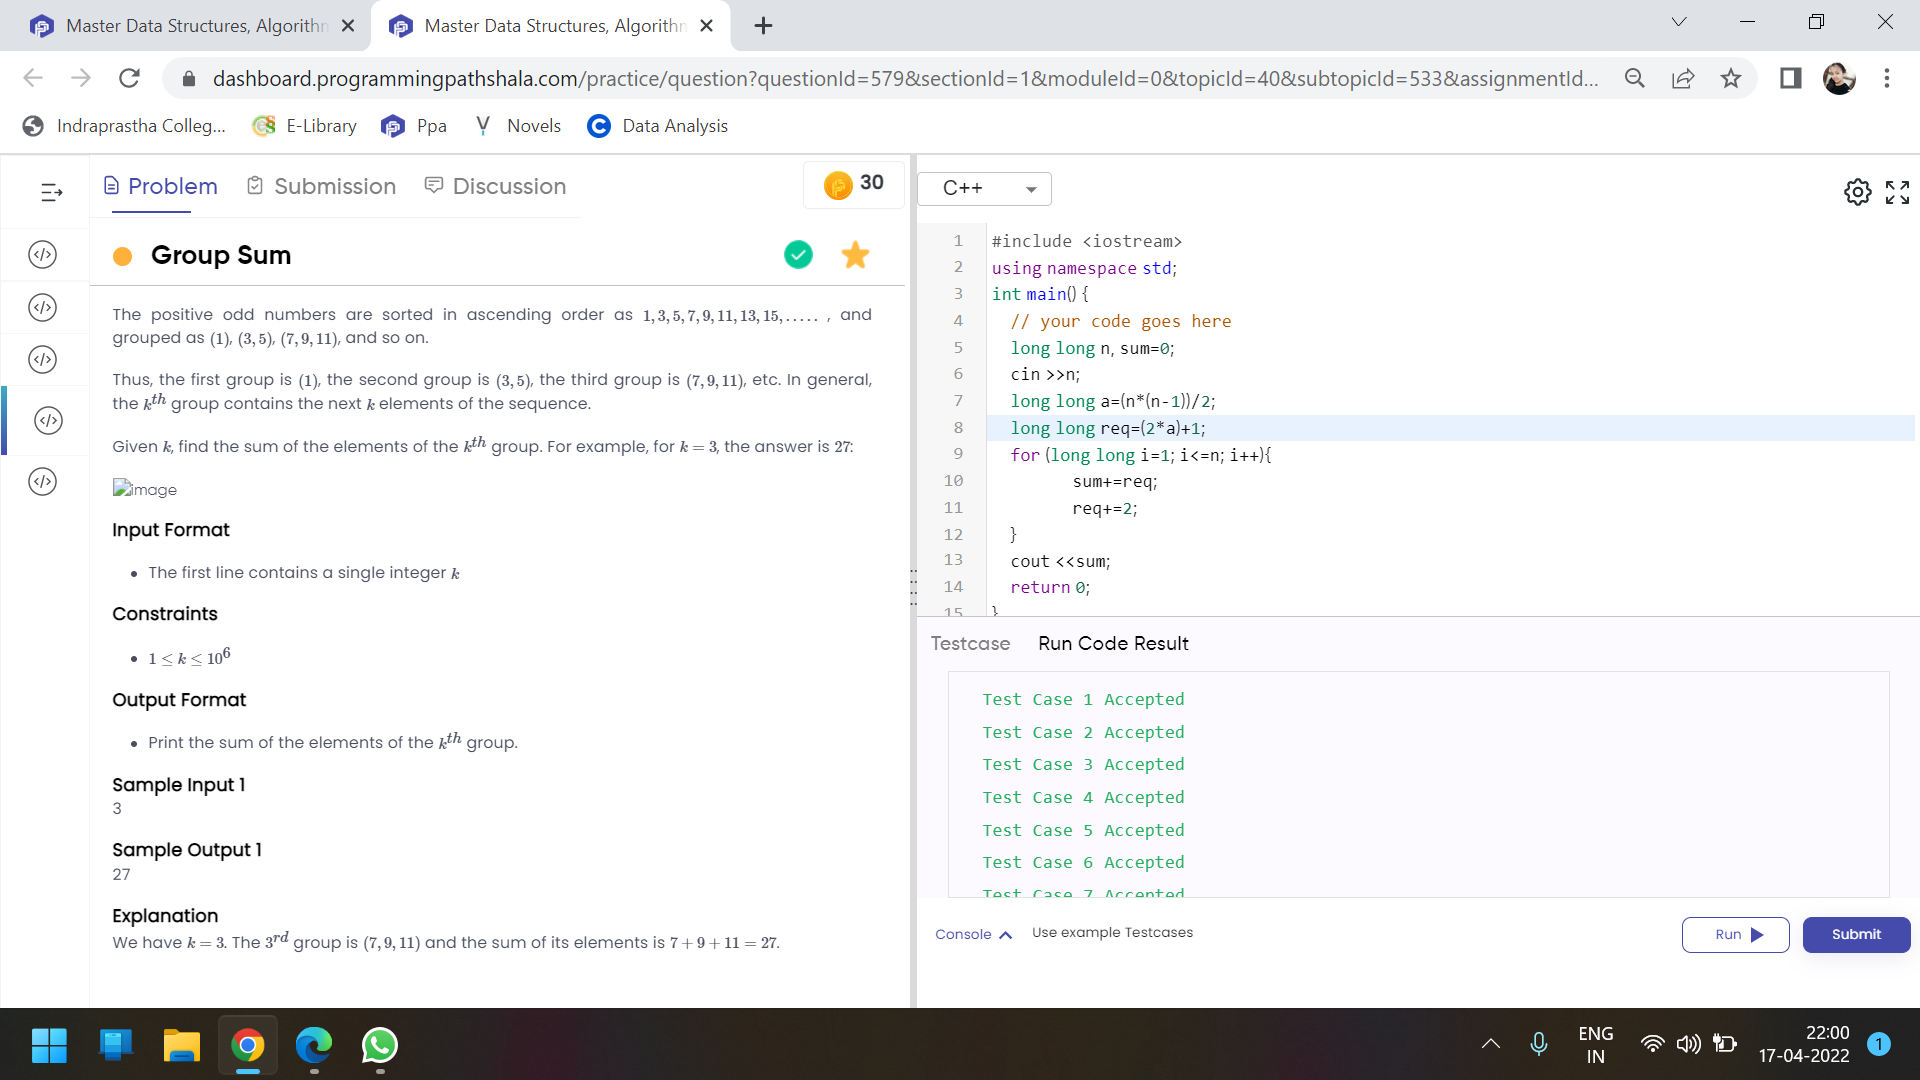 Master Data Structures, Algorithm
Master Data Structures, Algorithm
dashboard.programmingpathshala.com/practice/question?questionId=579&sectionId=1&moduleId=0&topicId=40&subtopicId=533&assignmentId...
Indraprastha Colleg...
E-Library
Ppa
Novels
Data Analysis
Problem
Submission
Discussion
30
Group Sum
The positive odd numbers are sorted in ascending order as 1, 3, 5, 7, 9, 11, 13, 15, ..... , and
grouped as (1), (3, 5), (7, 9, 11), and so on.
Thus, the first group is (1), the second group is (3, 5), the third group is (7, 9, 11), etc. In general,
the k^th group contains the next k elements of the sequence.
Given k, find the sum of the elements of the k^th group. For example, for k = 3, the answer is 27:
image
Input Format
• The first line contains a single integer k
Constraints
• 1 ≤ k ≤ 10^6
Output Format
• Print the sum of the elements of the k^th group.
Sample Input 1
3
Sample Output 1
27
Explanation
We have k = 3. The 3^rd group is (7, 9, 11) and the sum of its elements is 7 + 9 + 11 = 27.
C++
1 #include <iostream>
2 using namespace std;
3 int main() {
4 // your code goes here
5 long long n, sum=0;
6 cin >>n;
7 long long a=(n*(n-1))/2;
8 long long req=(2*a)+1;
9 for (long long i=1; i<=n; i++){
10 sum+=req;
11 req+=2;
12 }
13 cout <<sum;
14 return 0;
15 }
Testcase
Run Code Result
Test Case 1 Accepted
Test Case 2 Accepted
Test Case 3 Accepted
Test Case 4 Accepted
Test Case 5 Accepted
Test Case 6 Accepted
Test Case 7 Accepted
Console
Use example Testcases
Run
Submit
ENG
IN
22:00
17-04-2022
1